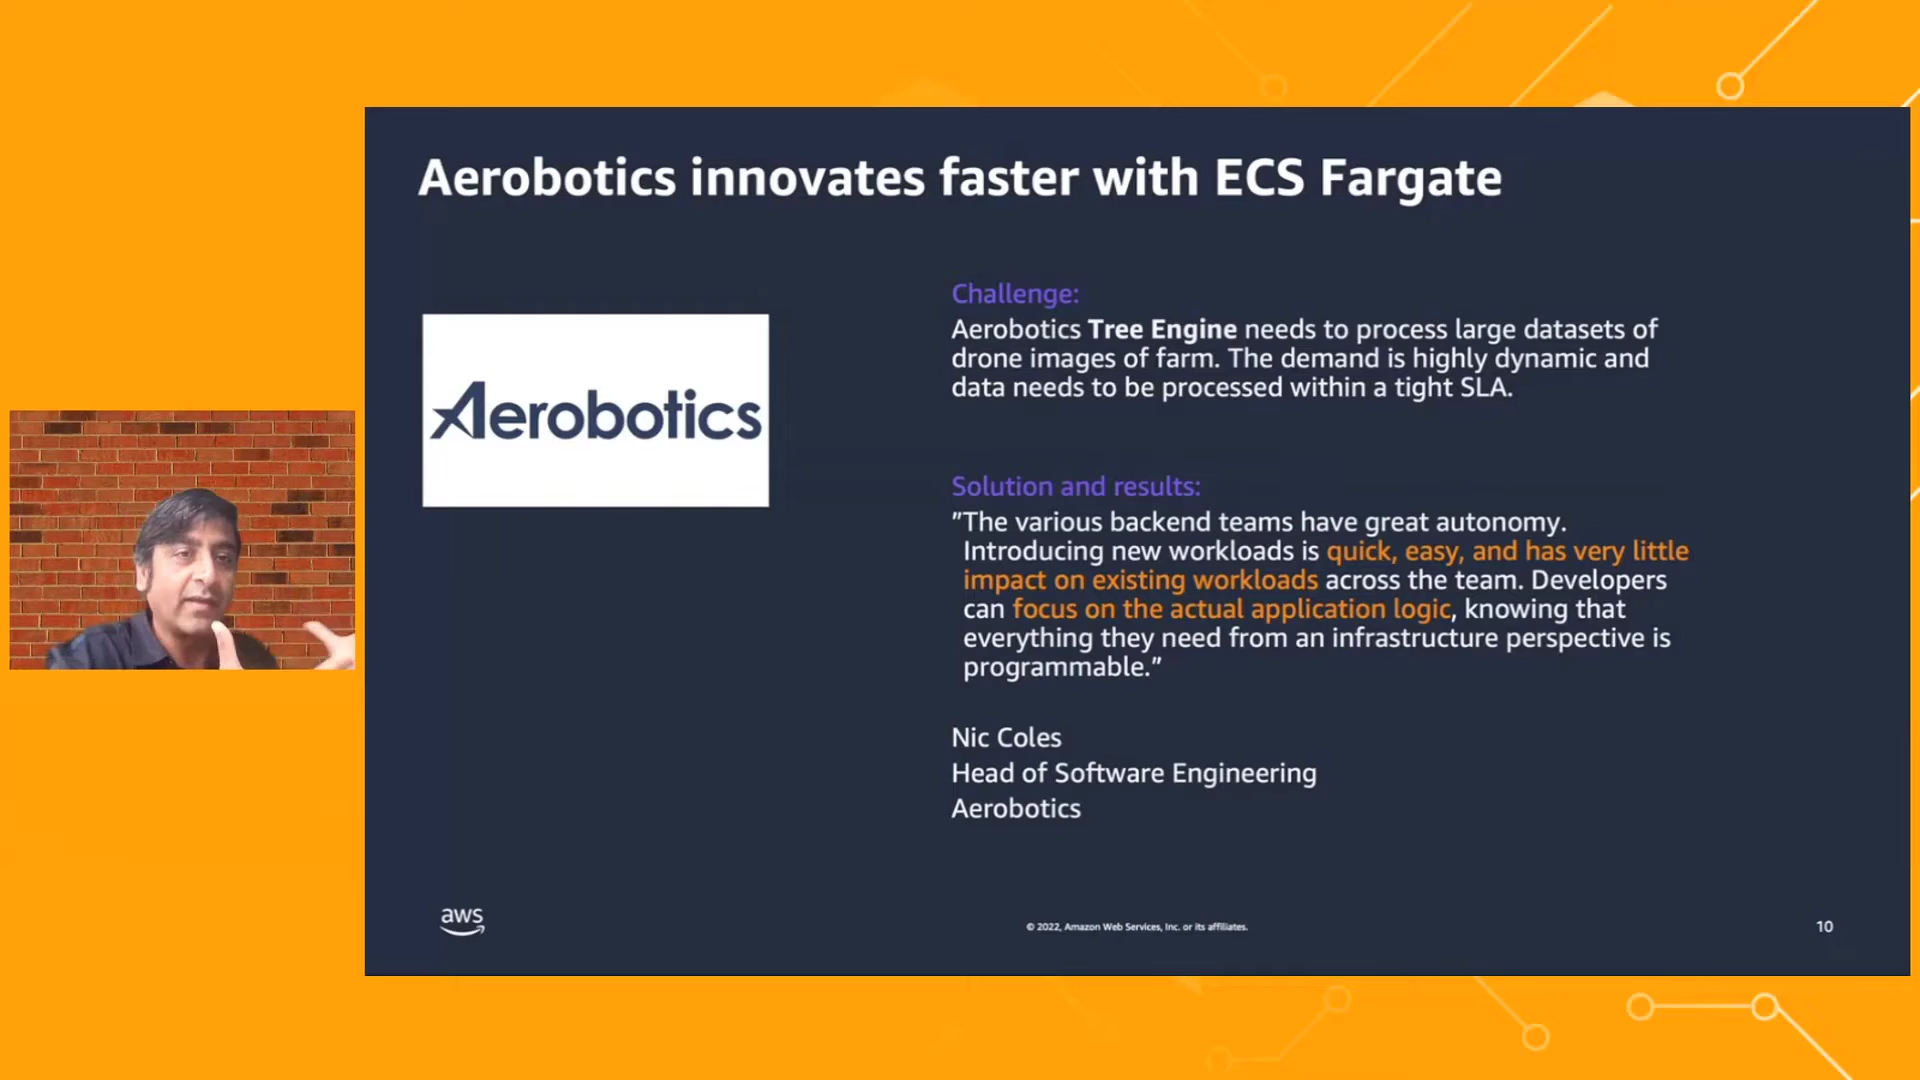 Aerobotics innovates faster with ECS Fargate
Aerobotics
Challenge:
Aerobotics Tree Engine needs to process large datasets of
drone images of farm. The demand is highly dynamic and
data needs to be processed within a tight SLA.
Solution and results:
"The various backend teams have great autonomy.
Introducing new workloads is quick, easy, and has very little
impact on existing workloads across the team. Developers
can focus on the actual application logic, knowing that
everything they need from an infrastructure perspective is
programmable."
Nic Coles
Head of Software Engineering
Aerobotics
aws
© 2022, Amazon Web Services, Inc. or its affiliates.
10